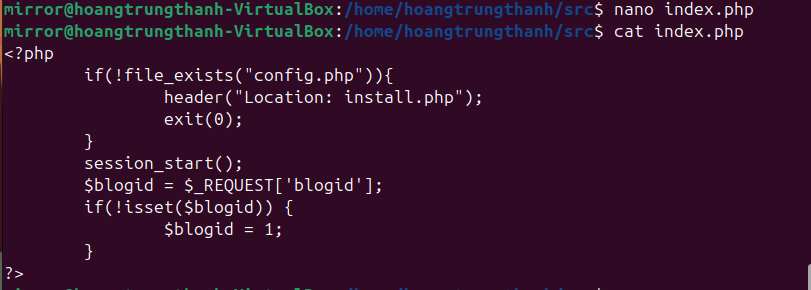 mirror@hoangtrungthanh-VirtualBox:/home/hoangtrungthanh/src$ nano index.php
mirror@hoangtrungthanh-VirtualBox:/home/hoangtrungthanh/src$ cat index.php
<?php
        if(!file_exists("config.php")){
                header("Location: install.php");
                exit(0);
        }
        session_start();
        $blogid = $_REQUEST['blogid'];
        if(!isset($blogid)) {
                $blogid = 1;
        }
?>